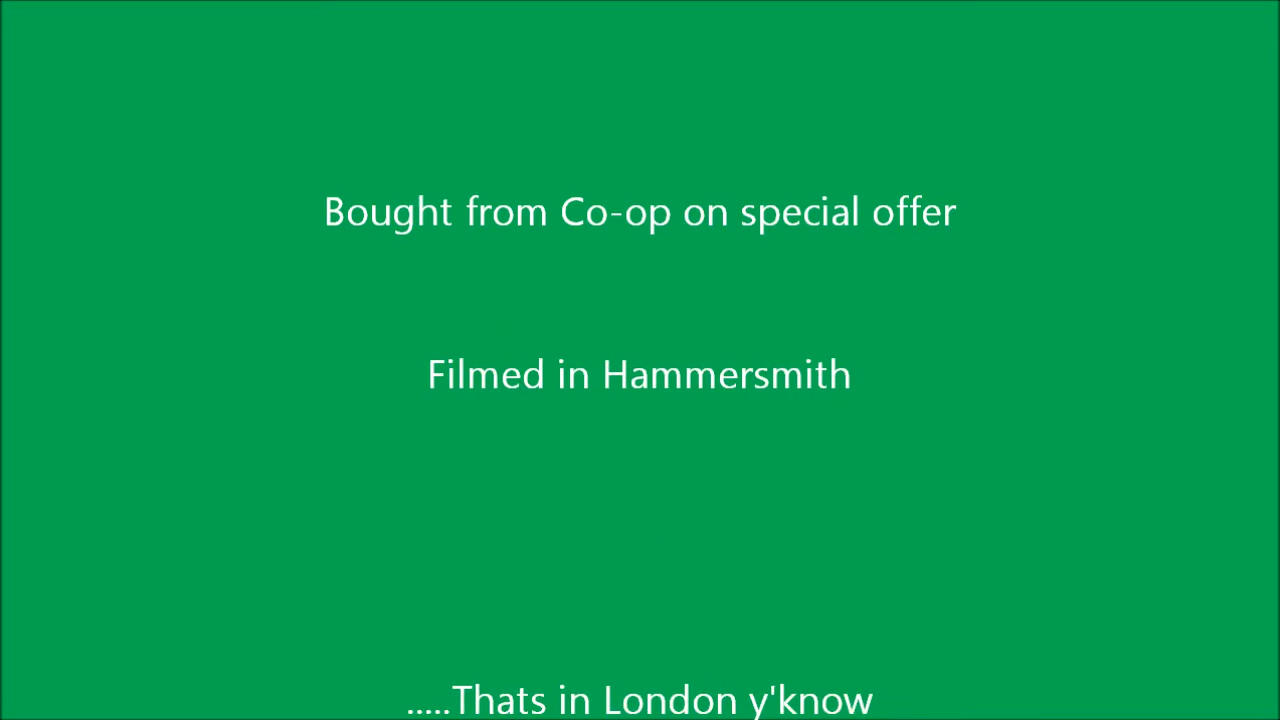 Bought from Co-op on special offer
Filmed in Hammersmith
.....Thats in London y'know